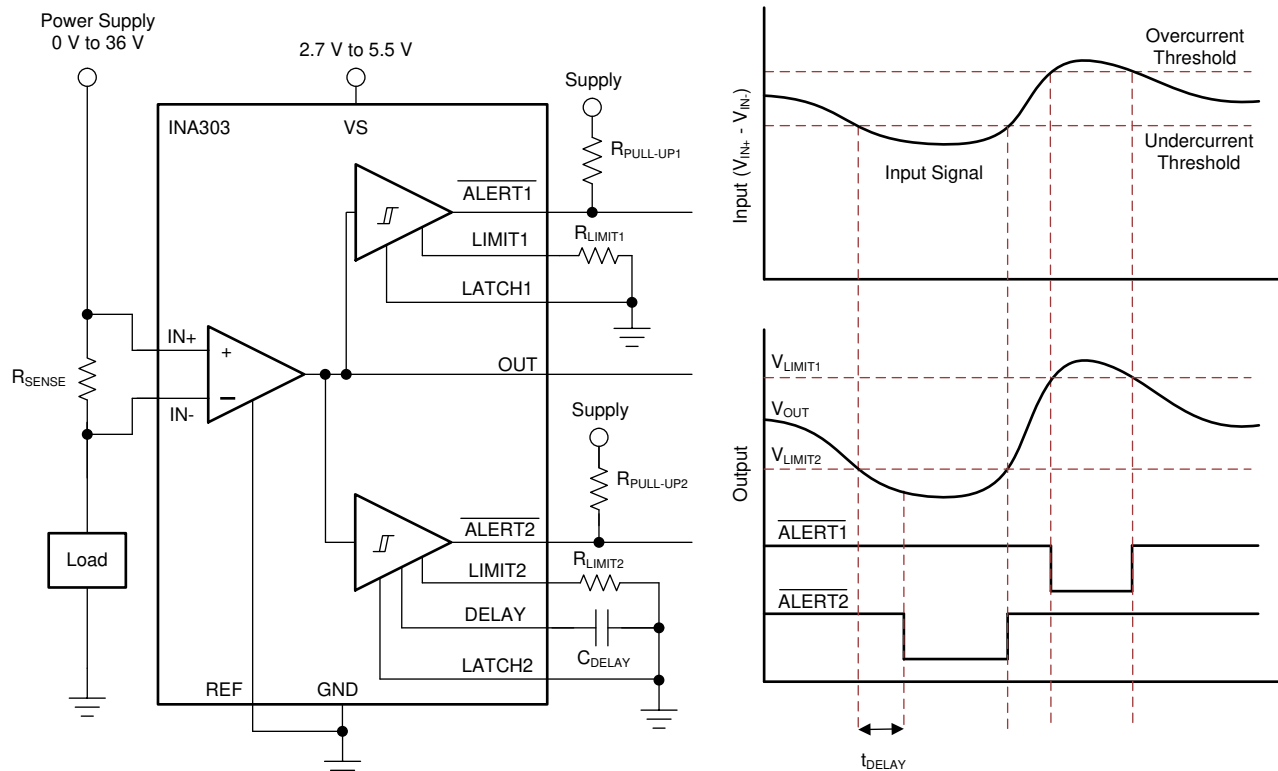 Power Supply
0 V to 36 V
2.7 V to 5.5 V
Supply
INA303
VS
RPULL-UP1
ALERT1
LIMIT1
RLIMIT1
LATCH1
IN+
+
RSENSE
OUT
IN-
−
Supply
RPULL-UP2
ALERT2
Load
RLIMIT2
LIMIT2
DELAY
CDELAY
LATCH2
REF
GND
Input (VIN+ - VIN-)
Overcurrent
Threshold
Undercurrent
Threshold
Input Signal
Output
VLIMIT1
VOUT
VLIMIT2
ALERT1
ALERT2
tDELAY